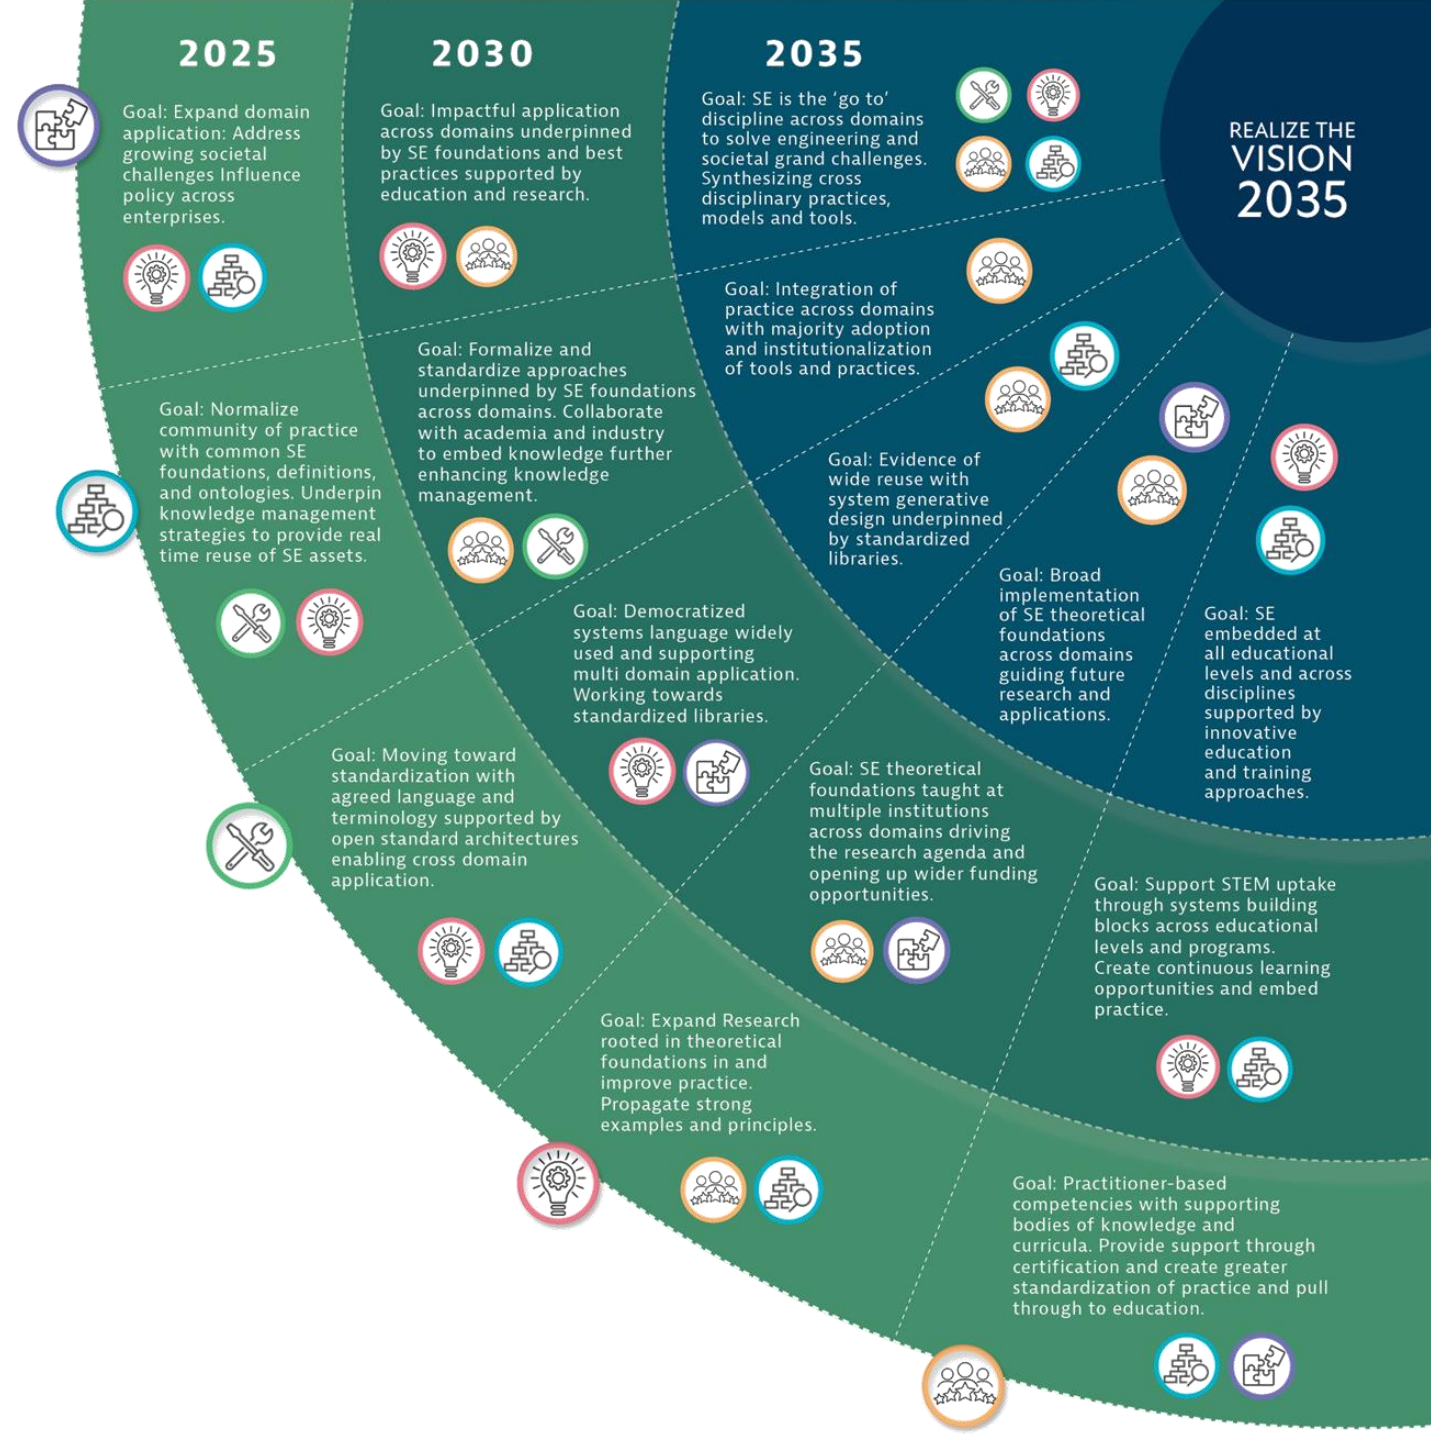 2025
Goal: Expand domain
application: Address
growing societal
challenges Influence
policy across
enterprises.
2030
Goal: Impactful application
across domains underpinned
by SE foundations and best
practices supported by
education and research.
2035
Goal: SE is the ‘go to’
discipline across domains
to solve engineering and
societal grand challenges.
Synthesizing cross
disciplinary practices,
models and tools.
REALIZE THE
VISION
2035
Goal: Normalize
community of practice
with common SE
foundations, definitions,
and ontologies. Underpin
knowledge management
strategies to provide real
time reuse of SE assets.
Goal: Formalize and
standardize approaches
underpinned by SE foundations
across domains. Collaborate
with academia and industry
to embed knowledge further
enhancing knowledge
management.
Goal: Integration of
practice across domains
with majority adoption
and institutionalization
of tools and practices.
Goal: Moving toward
standardization with
agreed language and
terminology supported by
open standard architectures
enabling cross domain
application.
Goal: Democratized
systems language widely
used and supporting
multi domain application.
Working towards
standardized libraries.
Goal: Evidence of
wide reuse with
system generative
design underpinned
by standardized
libraries.
Goal: Expand Research
rooted in theoretical
foundations in and
improve practice.
Propagate strong
examples and principles.
Goal: SE theoretical
foundations taught at
multiple institutions
across domains driving
the research agenda and
opening up wider funding
opportunities.
Goal: Broad
implementation
of SE theoretical
foundations
across domains
guiding future
research and
applications.
Goal: Practitioner-based
competencies with supporting
bodies of knowledge and
curricula. Provide support through
certification and create greater
standardization of practice and pull
through to education.
Goal: Support STEM uptake
through systems building
blocks across educational
levels and programs.
Create continuous learning
opportunities and embed
practice.
Goal: SE
embedded at
all educational
levels and across
disciplines
supported by
innovative
education
and training
approaches.